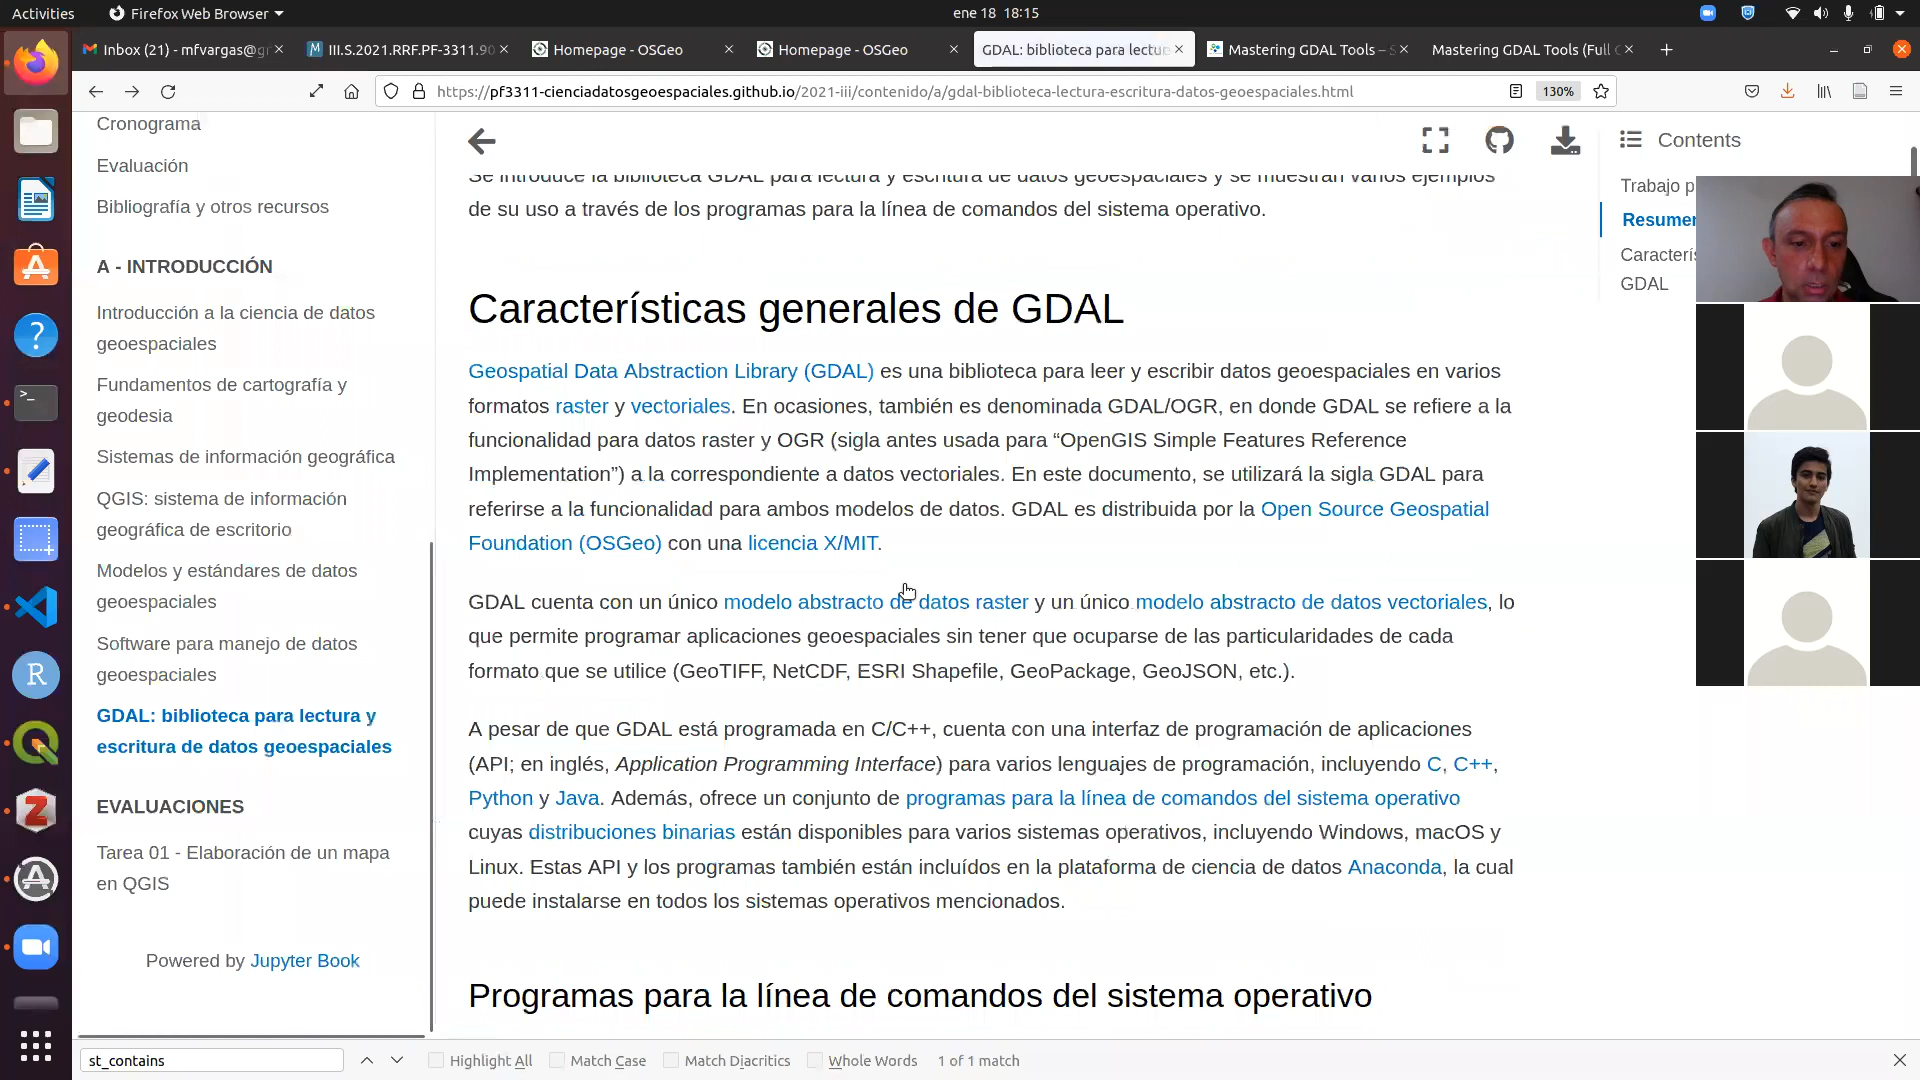 Activities
Firefox Web Browser
ene 18 18:15
Inbox (21) - mfvargas@gr
III.S.2021.RRF.PF-3311.90
Homepage - OSGeo
Homepage - OSGeo
GDAL: biblioteca para lectur
Mastering GDAL Tools – S
Mastering GDAL Tools (Full C
https://pf3311-cienciadatosgeoespaciales.github.io/2021-iii/contenido/a/gdal-biblioteca-lectura-escritura-datos-geoespaciales.html
130%
Cronograma
Evaluación
Bibliografía y otros recursos
A - INTRODUCCIÓN
Introducción a la ciencia de datos
geoespaciales
Fundamentos de cartografía y
geodesia
Sistemas de información geográfica
QGIS: sistema de información
geográfica de escritorio
Modelos y estándares de datos
geoespaciales
Software para manejo de datos
geoespaciales
GDAL: biblioteca para lectura y
escritura de datos geoespaciales
EVALUACIONES
Tarea 01 - Elaboración de un mapa
en QGIS
Powered by Jupyter Book
Se introduce la biblioteca GDAL para lectura y escritura de datos geoespaciales y se muestran varios ejemplos
de su uso a través de los programas para la línea de comandos del sistema operativo.
Características generales de GDAL
Geospatial Data Abstraction Library (GDAL) es una biblioteca para leer y escribir datos geoespaciales en varios
formatos raster y vectoriales. En ocasiones, también es denominada GDAL/OGR, en donde GDAL se refiere a la
funcionalidad para datos raster y OGR (sigla antes usada para “OpenGIS Simple Features Reference
Implementation”) a la correspondiente a datos vectoriales. En este documento, se utilizará la sigla GDAL para
referirse a la funcionalidad para ambos modelos de datos. GDAL es distribuida por la Open Source Geospatial
Foundation (OSGeo) con una licencia X/MIT.
GDAL cuenta con un único modelo abstracto de datos raster y un único modelo abstracto de datos vectoriales, lo
que permite programar aplicaciones geoespaciales sin tener que ocuparse de las particularidades de cada
formato que se utilice (GeoTIFF, NetCDF, ESRI Shapefile, GeoPackage, GeoJSON, etc.).
A pesar de que GDAL está programada en C/C++, cuenta con una interfaz de programación de aplicaciones
(API; en inglés, Application Programming Interface) para varios lenguajes de programación, incluyendo C, C++,
Python y Java. Además, ofrece un conjunto de programas para la línea de comandos del sistema operativo
cuyas distribuciones binarias están disponibles para varios sistemas operativos, incluyendo Windows, macOS y
Linux. Estas API y los programas también están incluídos en la plataforma de ciencia de datos Anaconda, la cual
puede instalarse en todos los sistemas operativos mencionados.
Programas para la línea de comandos del sistema operativo
Contents
Trabajo p
Resumen
Caracterís
GDAL
st_contains
Highlight All
Match Case
Match Diacritics
Whole Words
1 of 1 match